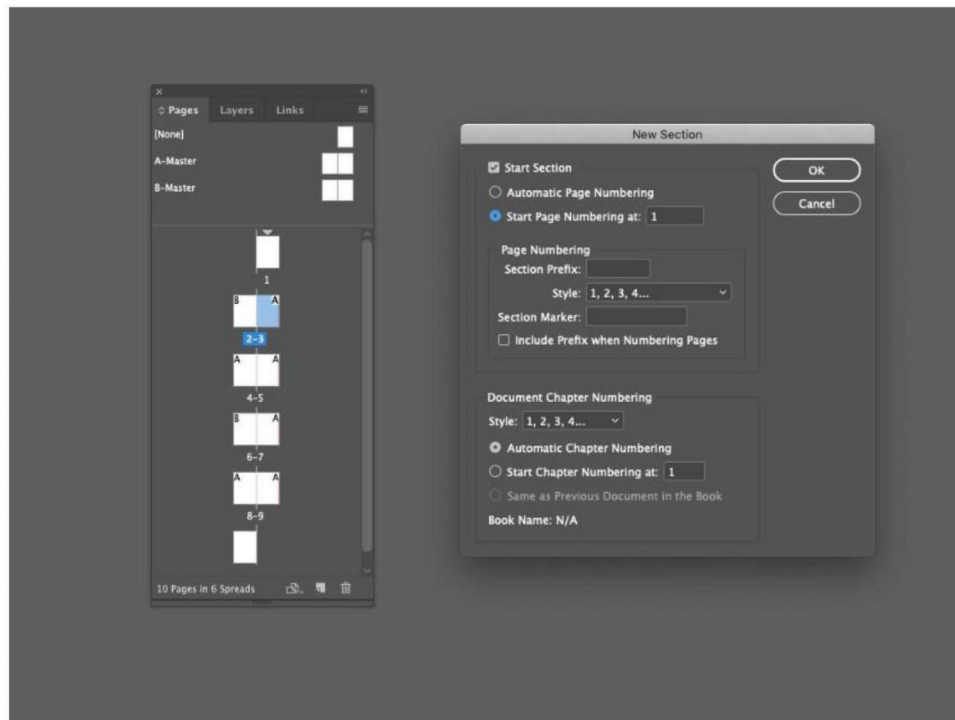 Pages Layers Links
[None]
A-Master
B-Master
1
B A
2-3
A A
4-5
B A
6-7
A A
8-9
10 Pages in 6 Spreads
New Section
Start Section
Automatic Page Numbering
Start Page Numbering at: 1
Page Numbering
Section Prefix:
Style: 1, 2, 3, 4...
Section Marker:
Include Prefix when Numbering Pages
Document Chapter Numbering
Style: 1, 2, 3, 4...
Automatic Chapter Numbering
Start Chapter Numbering at: 1
Same as Previous Document in the Book
Book Name: N/A
OK
Cancel